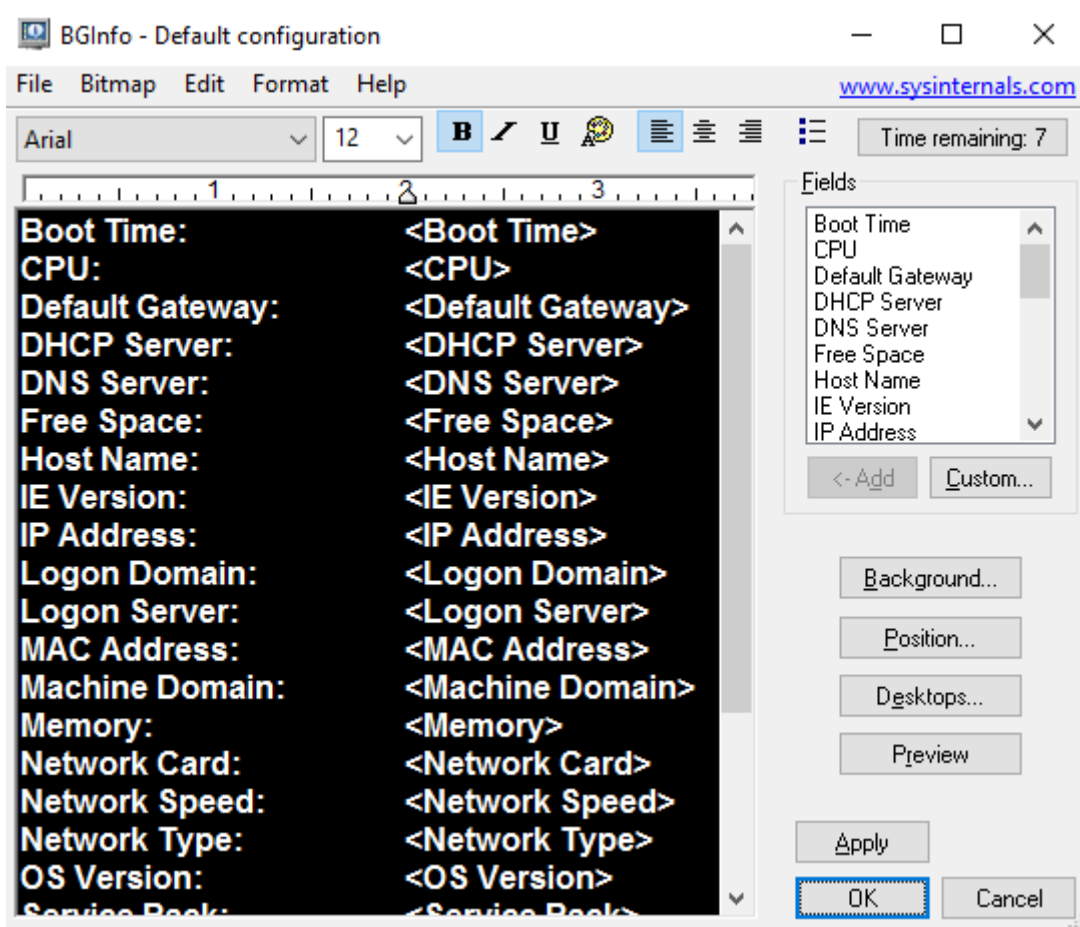 BGInfo - Default configuration
File Bitmap Edit Format Help www.sysinternals.com
Arial 12 B I U A Time remaining: 7
1 2 3
Boot Time: <Boot Time>
CPU: <CPU>
Default Gateway: <Default Gateway>
DHCP Server: <DHCP Server>
DNS Server: <DNS Server>
Free Space: <Free Space>
Host Name: <Host Name>
IE Version: <IE Version>
IP Address: <IP Address>
Logon Domain: <Logon Domain>
Logon Server: <Logon Server>
MAC Address: <MAC Address>
Machine Domain: <Machine Domain>
Memory: <Memory>
Network Card: <Network Card>
Network Speed: <Network Speed>
Network Type: <Network Type>
OS Version: <OS Version>
Service Pack: <Service Pack>
Fields
Boot Time
CPU
Default Gateway
DHCP Server
DNS Server
Free Space
Host Name
IE Version
IP Address
<- Add Custom...
Background...
Position...
Desktops...
Preview
Apply
OK Cancel